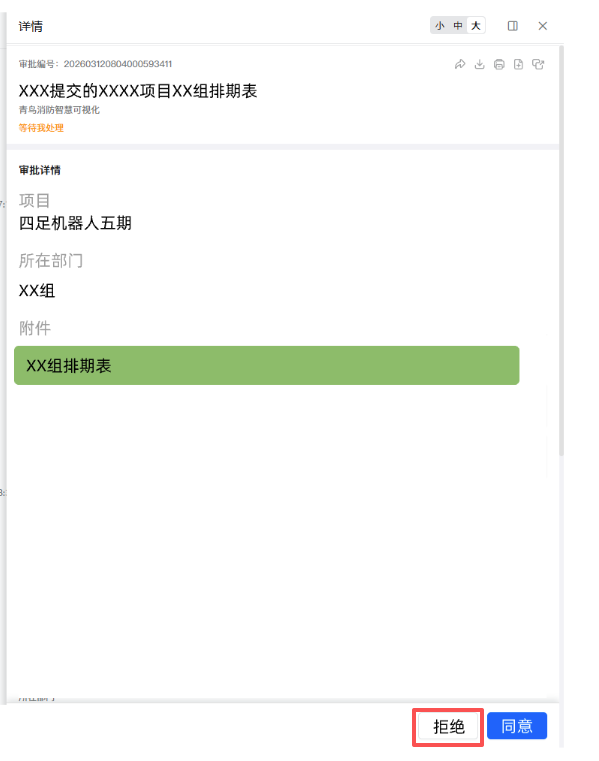 详情
小 中 大
审批编号：202603120804000593411
XXX提交的XXXX项目XX组排期表
青鸟消防智慧可视化
等待我处理
审批详情
项目
四足机器人五期
所在部门
XX组
附件
XX组排期表
拒绝 同意